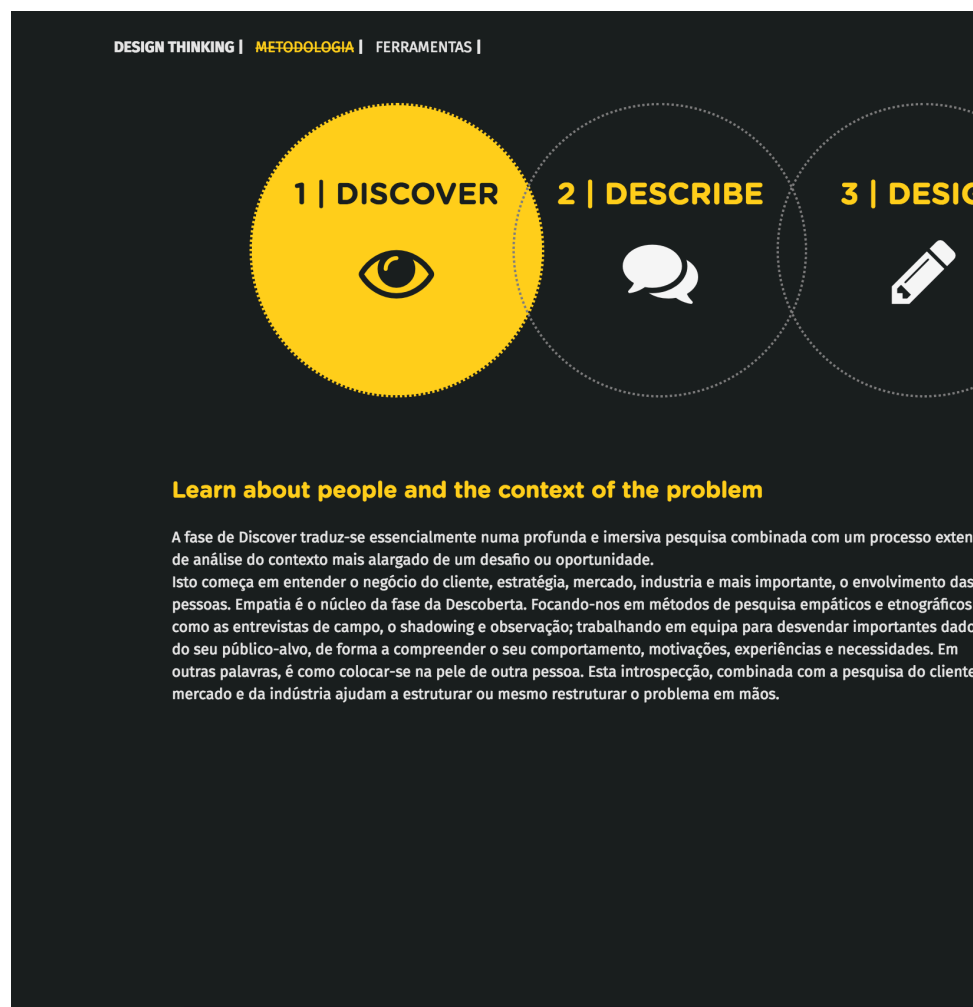 DESIGN THINKING | METODOLOGIA | FERRAMENTAS |
1 | DISCOVER 2 | DESCRIBE 3 |
Learn about people and the context of the problem
A fase de Discover traduz-se essencialmente numa profunda e imersiva pesquisa combinada com um processo
de análise do contexto mais alargado de um desafio ou oportunidade.
Isto começa em entender o negócio do cliente, estratégia, mercado, industria e mais importante, o envolvimento das
pessoas. Empatia é o núcleo da fase da Descoberta. Focando-nos em métodos de pesquisa empáticos e etnográficos
como as entrevistas de campo, o shadowing e observação; trabalhando em equipa para desvendar importantes
do seu público-alvo, de forma a compreender o seu comportamento, motivações, experiências e necessidades. Em
outras palavras, é como colocar-se na pele de outra pessoa. Esta introspecção, combinada com a pesquisa do cliente
mercado e da indústria ajudam a estruturar ou mesmo restruturar o problema em mãos.